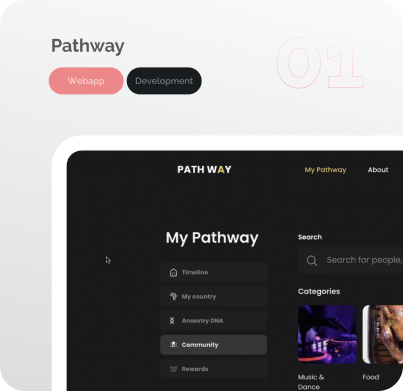 Pathway
01
Webapp
Development
PATH WAY
My Pathway
About
My Pathway
Search
Search for people,
Timeline
My country
Ansestry DNA
Community
Rewards
Categories
Music &
Dance
Food